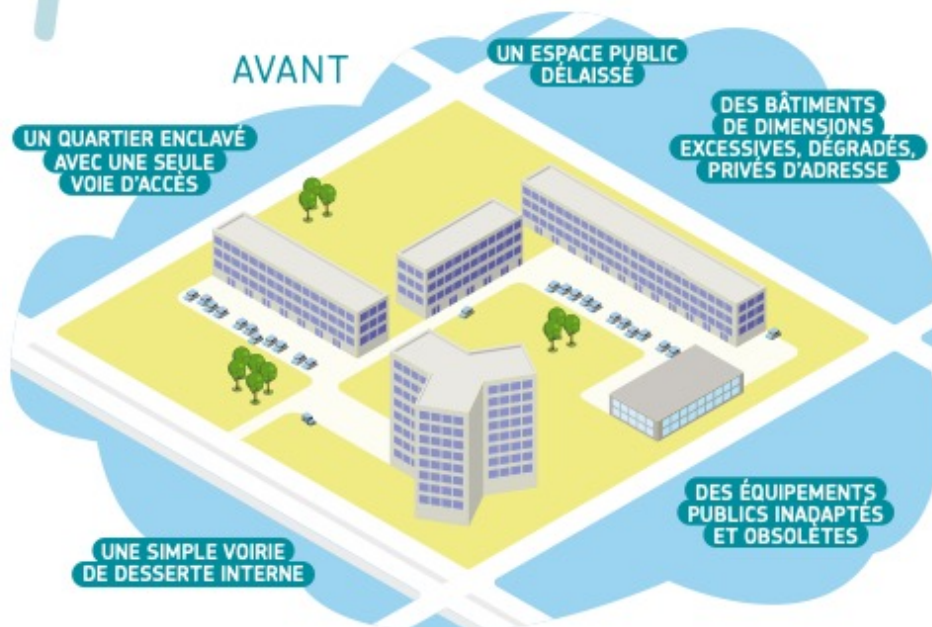 AVANT
UN ESPACE PUBLIC
DÉLAISSÉ
DES BÂTIMENTS
DE DIMENSIONS
EXCESSIVES, DÉGRADÉS,
PRIVÉS D'ADRESSE
UN QUARTIER ENCLAVÉ
AVEC UNE SEULE
VOIE D'ACCÈS
DES ÉQUIPEMENTS
PUBLICS INADAPTÉS
ET OBSOLÈTES
UNE SIMPLE VOIRIE
DE DESSERTE INTERNE